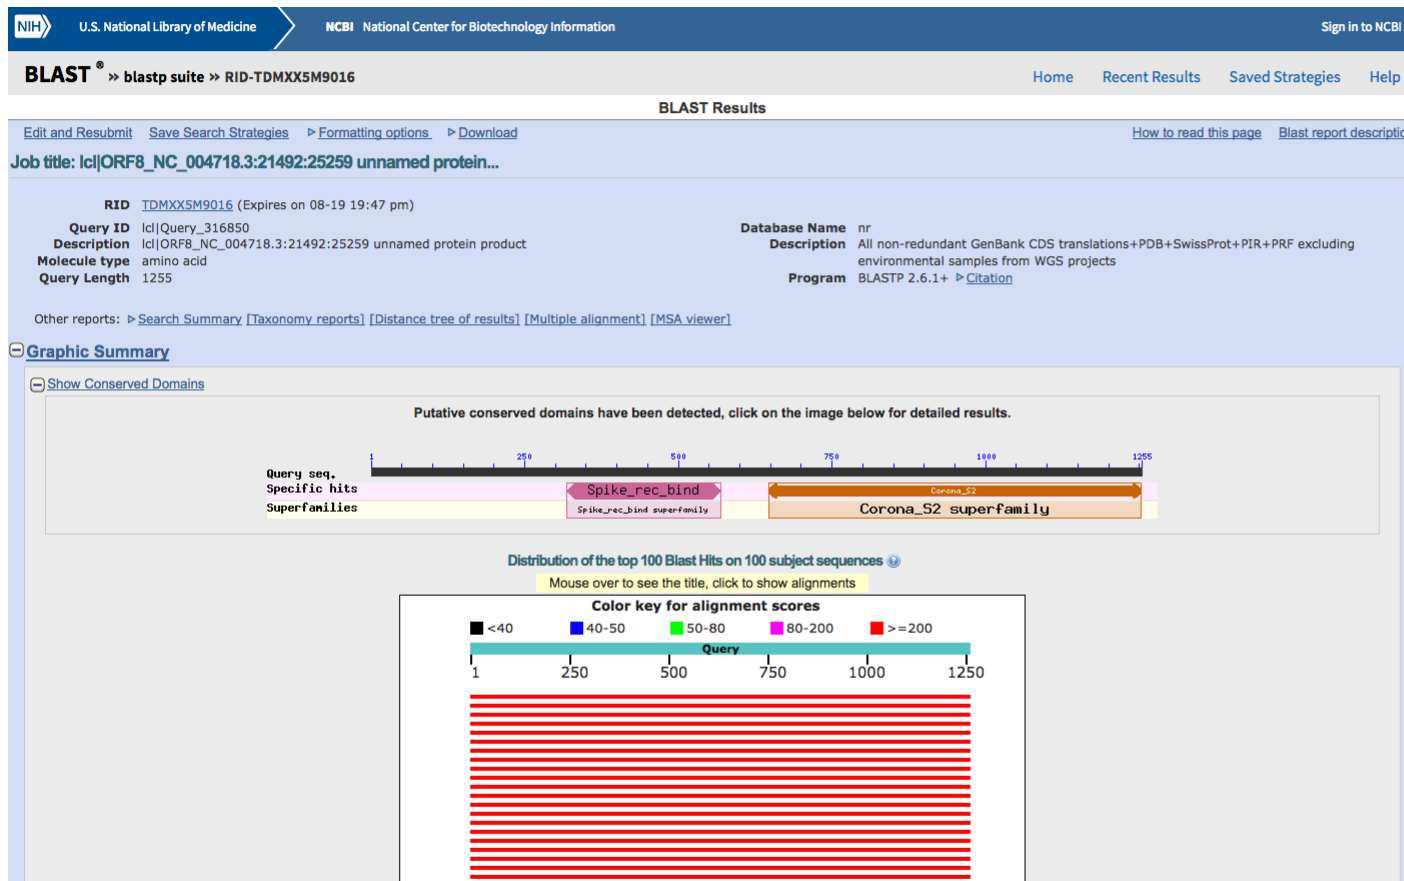 NIH U.S. National Library of Medicine NCBI National Center for Biotechnology Information Sign in to NCBI
BLAST ® » blastp suite » RID-TDMXX5M9016 Home Recent Results Saved Strategies Help
BLAST Results
Edit and Resubmit Save Search Strategies Formatting options Download How to read this page Blast report descriptio
Job title: lcl|ORF8_NC_004718.3:21492:25259 unnamed protein...
RID TDMXX5M9016 (Expires on 08-19 19:47 pm)
Query ID lcl|Query_316850 Database Name nr
Description lcl|ORF8_NC_004718.3:21492:25259 unnamed protein product Description All non-redundant GenBank CDS translations+PDB+SwissProt+PIR+PRF excluding
Molecule type amino acid environmental samples from WGS projects
Query Length 1255 Program BLASTP 2.6.1+ Citation
Other reports: Search Summary [Taxonomy reports] [Distance tree of results] [Multiple alignment] [MSA viewer]
Graphic Summary
Show Conserved Domains
Putative conserved domains have been detected, click on the image below for detailed results.
1 250 500 750 1000 1255
Query seq.
Specific hits Spike_rec_bind Corona_S2
Superfamilies Spike_rec_bind superfamily Corona_S2 superfamily
Distribution of the top 100 Blast Hits on 100 subject sequences
Mouse over to see the title, click to show alignments
Color key for alignment scores
<40 40-50 50-80 80-200 >=200
Query
1 250 500 750 1000 1250